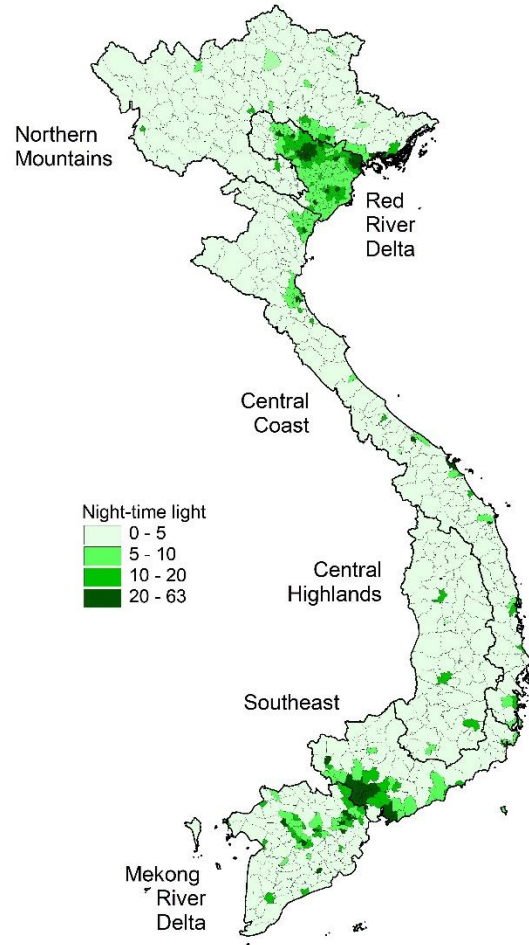 Northern
Mountains
Red
River
Delta
Central
Coast
Night-time light
0 - 5
5 - 10
10 - 20
20 - 63
Central
Highlands
Southeast
Mekong
River
Delta